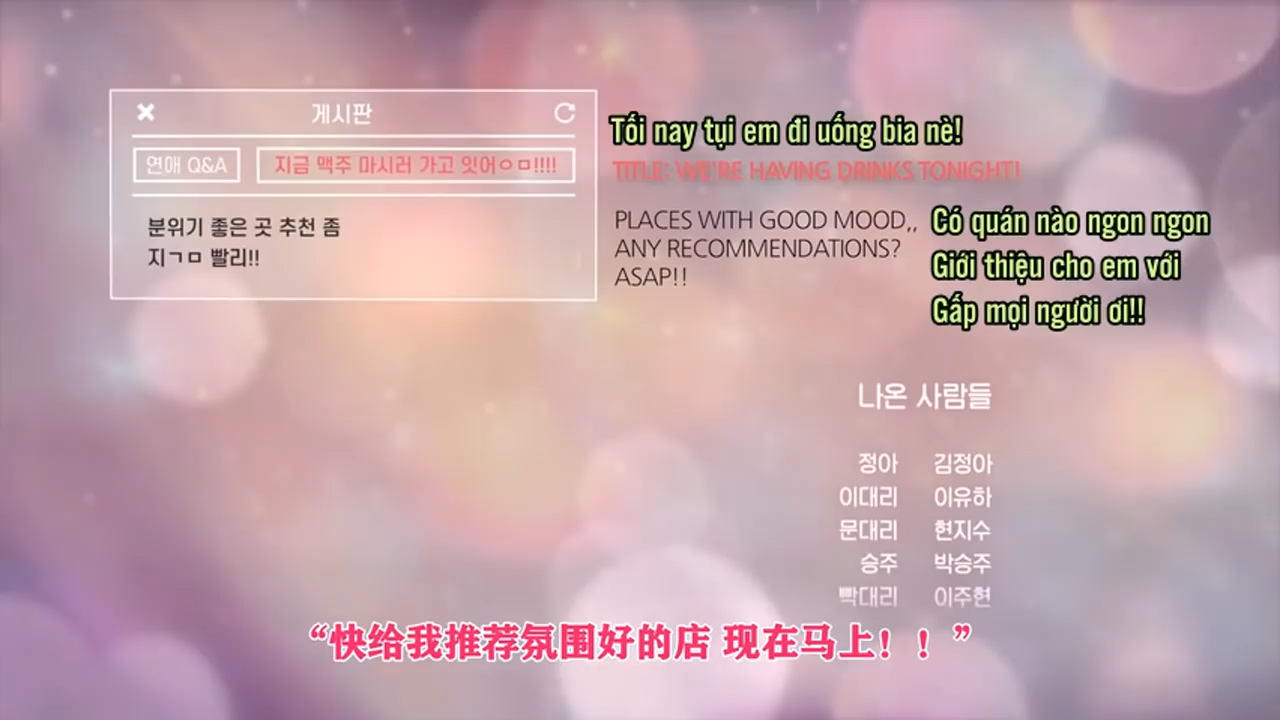 게시판
연애 Q&A
지금 맥주 마시러 가고 잇어ㅇㅁ!!!!
분위기 좋은 곳 추천 좀
지ㄱㅁ 빨리!!
Tối nay tụi em đi uống bia nè!
TITLE: WE'RE HAVING DRINKS TONIGHT!
PLACES WITH GOOD MOOD,,
ANY RECOMMENDATIONS?
ASAP!!
Có quán nào ngon ngon
Giới thiệu cho em với
Gấp mọi người ơi!!
나온 사람들
정아 김정아
이대리 이유하
문대리 현지수
승주 박승주
빡대리 이주현
“快给我推荐氛围好的店 现在马上！！”